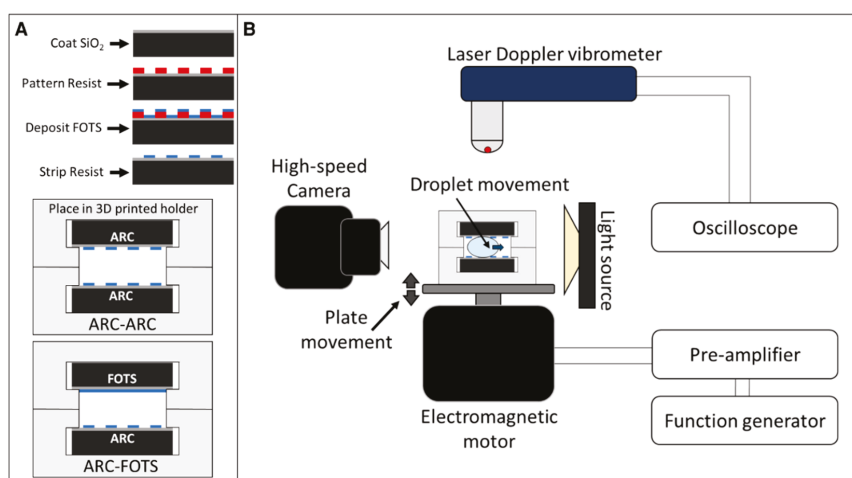 A
Coat SiO₂
Pattern Resist
Deposit FOTS
Strip Resist
Place in 3D printed holder
ARC
ARC
ARC-ARC
FOTS
ARC
ARC-FOTS
B
Laser Doppler vibrometer
High-speed
Camera
Droplet movement
Light source
Oscilloscope
Plate
movement
Electromagnetic
motor
Pre-amplifier
Function generator